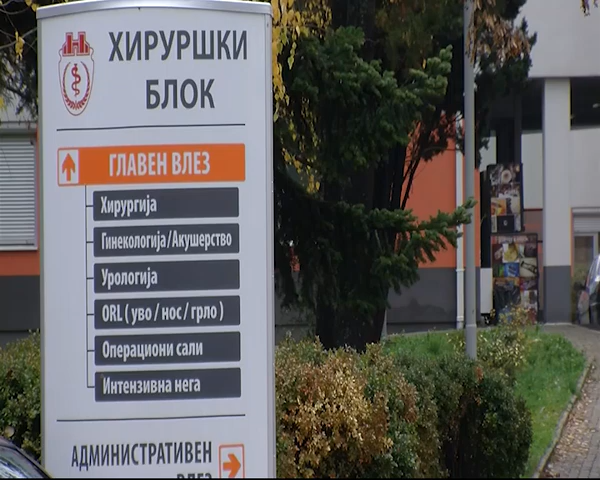 ХИРУРШКИ
БЛОК
ГЛАВЕН ВЛЕЗ
Хирургија
Гинекологија/Акушерство
Урологија
ORL ( уво / нос / грло )
Операциони сали
Интензивна нега
АДМИНИСТРАТИВЕН
ВЛЕЗ